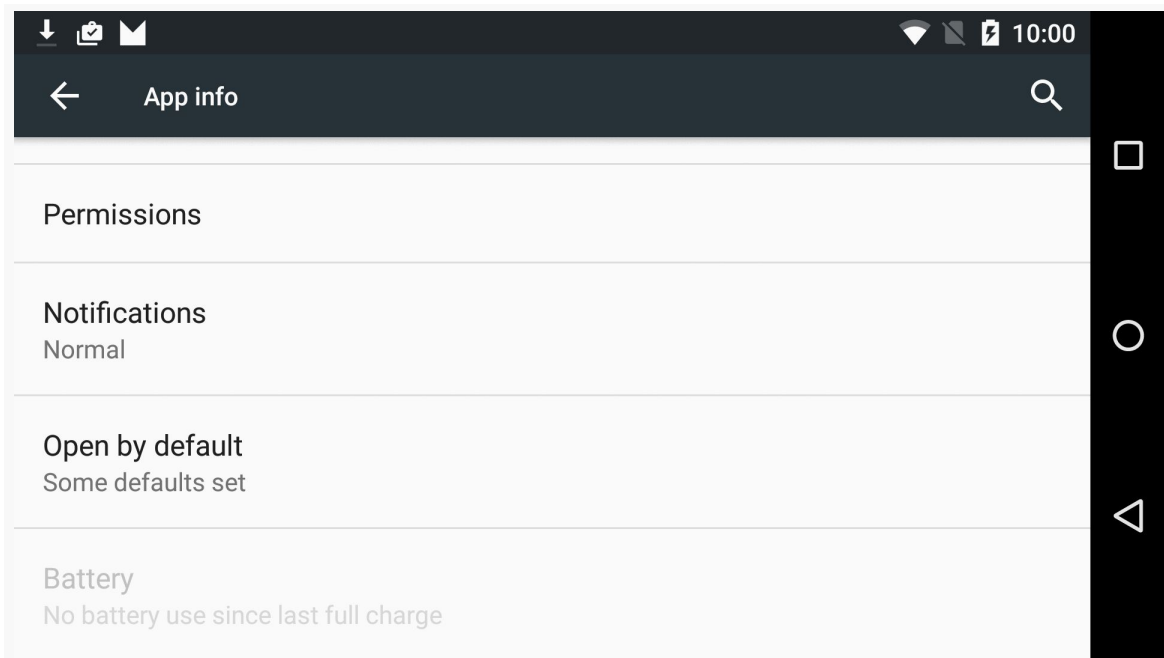 10:00
App info
Permissions
Notifications
Normal
Open by default
Some defaults set
Battery
No battery use since last full charge